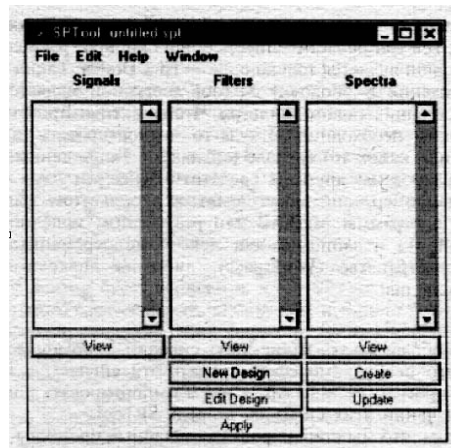 SPTool: untitled.spt
File Edit Help Window
Signals Filters Spectra
View View View
New Design Create
Edit Design Update
Apply